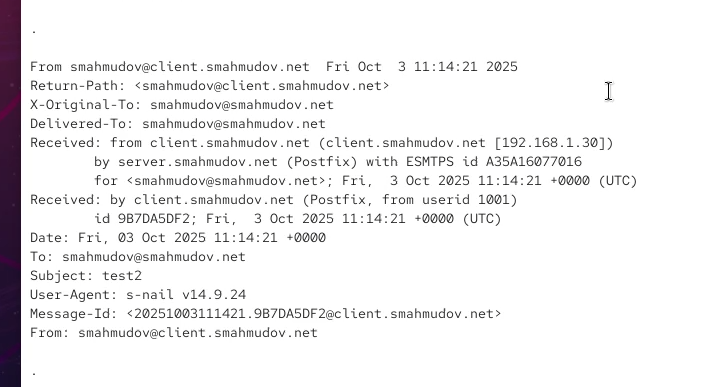 .
From smahmudov@client.smahmudov.net  Fri Oct  3 11:14:21 2025
Return-Path: <smahmudov@client.smahmudov.net>
X-Original-To: smahmudov@smahmudov.net
Delivered-To: smahmudov@smahmudov.net
Received: from client.smahmudov.net (client.smahmudov.net [192.168.1.30])
        by server.smahmudov.net (Postfix) with ESMTPS id A35A16077016
        for <smahmudov@smahmudov.net>; Fri,  3 Oct 2025 11:14:21 +0000 (UTC)
Received: by client.smahmudov.net (Postfix, from userid 1001)
        id 9B7DA5DF2; Fri,  3 Oct 2025 11:14:21 +0000 (UTC)
Date: Fri, 03 Oct 2025 11:14:21 +0000
To: smahmudov@smahmudov.net
Subject: test2
User-Agent: s-nail v14.9.24
Message-Id: <20251003111421.9B7DA5DF2@client.smahmudov.net>
From: smahmudov@client.smahmudov.net
.